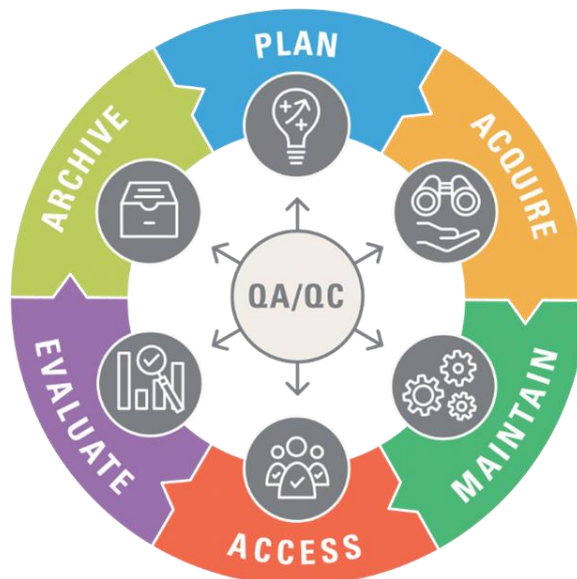 PLAN
ACQUIRE
MAINTAIN
ACCESS
EVALUATE
ARCHIVE
QA/QC